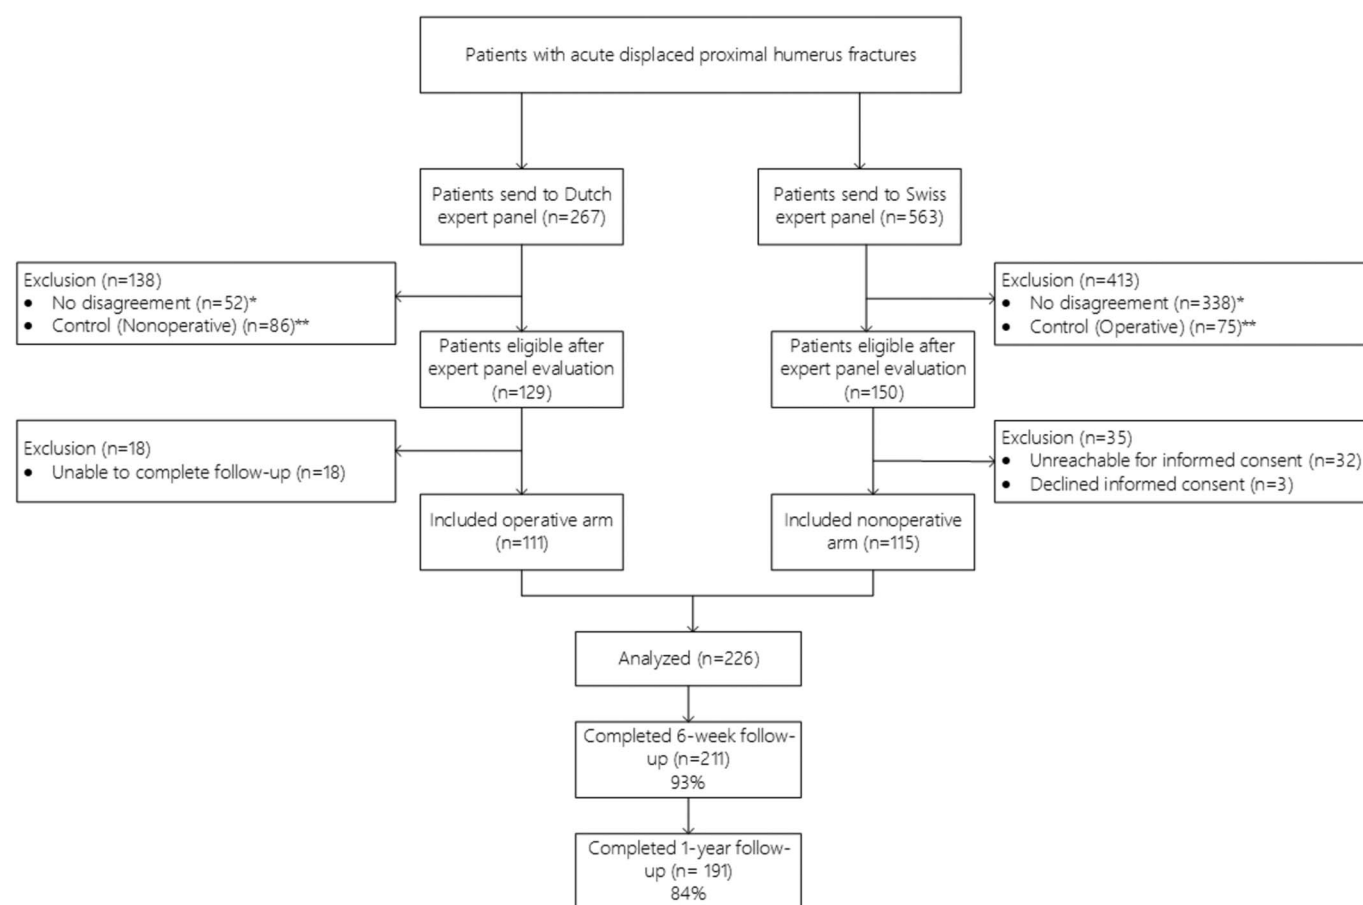 Patients with acute displaced proximal humerus fractures
Patients send to Dutch
expert panel (n=267)
Patients send to Swiss
expert panel (n=563)
Exclusion (n=138)
● No disagreement (n=52)*
● Control (Nonoperative) (n=86)**
Exclusion (n=413)
● No disagreement (n=338)*
● Control (Operative) (n=75)**
Patients eligible after
expert panel evaluation
(n=129)
Patients eligible after
expert panel evaluation
(n=150)
Exclusion (n=18)
● Unable to complete follow-up (n=18)
Exclusion (n=35)
● Unreachable for informed consent (n=32)
● Declined informed consent (n=3)
Included operative arm
(n=111)
Included nonoperative
arm (n=115)
Analyzed (n=226)
Completed 6-week follow-
up (n=211)
93%
Completed 1-year follow-
up (n= 191)
84%